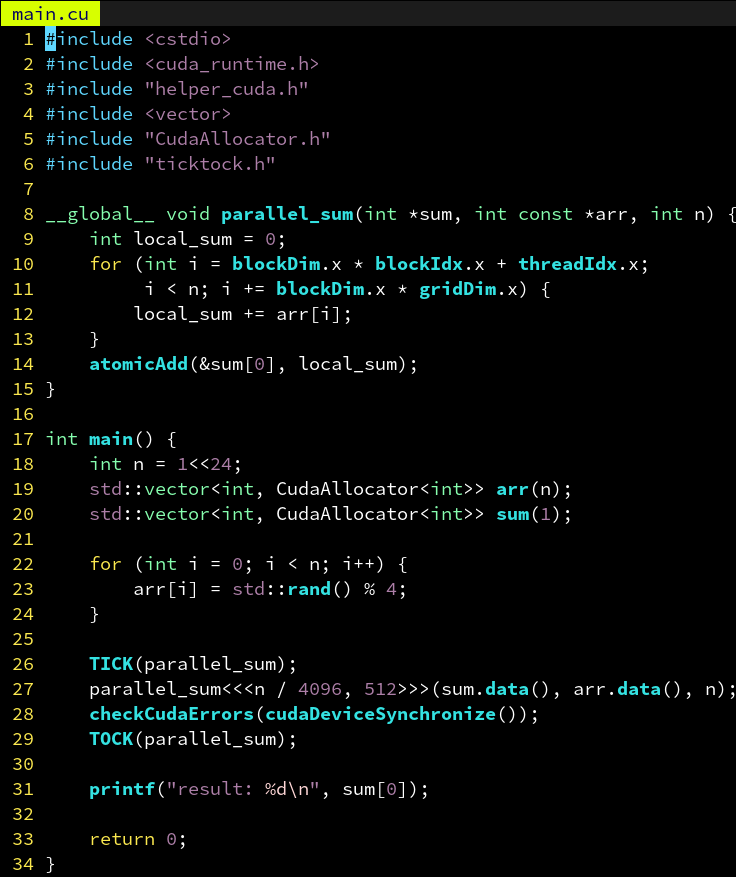 main.cu
1 #include <cstdio>
2 #include <cuda_runtime.h>
3 #include "helper_cuda.h"
4 #include <vector>
5 #include "CudaAllocator.h"
6 #include "ticktock.h"
7
8 __global__ void parallel_sum(int *sum, int const *arr, int n) {
9     int local_sum = 0;
10     for (int i = blockDim.x * blockIdx.x + threadIdx.x;
11          i < n; i += blockDim.x * gridDim.x) {
12         local_sum += arr[i];
13     }
14     atomicAdd(&sum[0], local_sum);
15 }
16
17 int main() {
18     int n = 1<<24;
19     std::vector<int, CudaAllocator<int>> arr(n);
20     std::vector<int, CudaAllocator<int>> sum(1);
21
22     for (int i = 0; i < n; i++) {
23         arr[i] = std::rand() % 4;
24     }
25
26     TICK(parallel_sum);
27     parallel_sum<<<n / 4096, 512>>>(sum.data(), arr.data(), n);
28     checkCudaErrors(cudaDeviceSynchronize());
29     TOCK(parallel_sum);
30
31     printf("result: %d\n", sum[0]);
32
33     return 0;
34 }